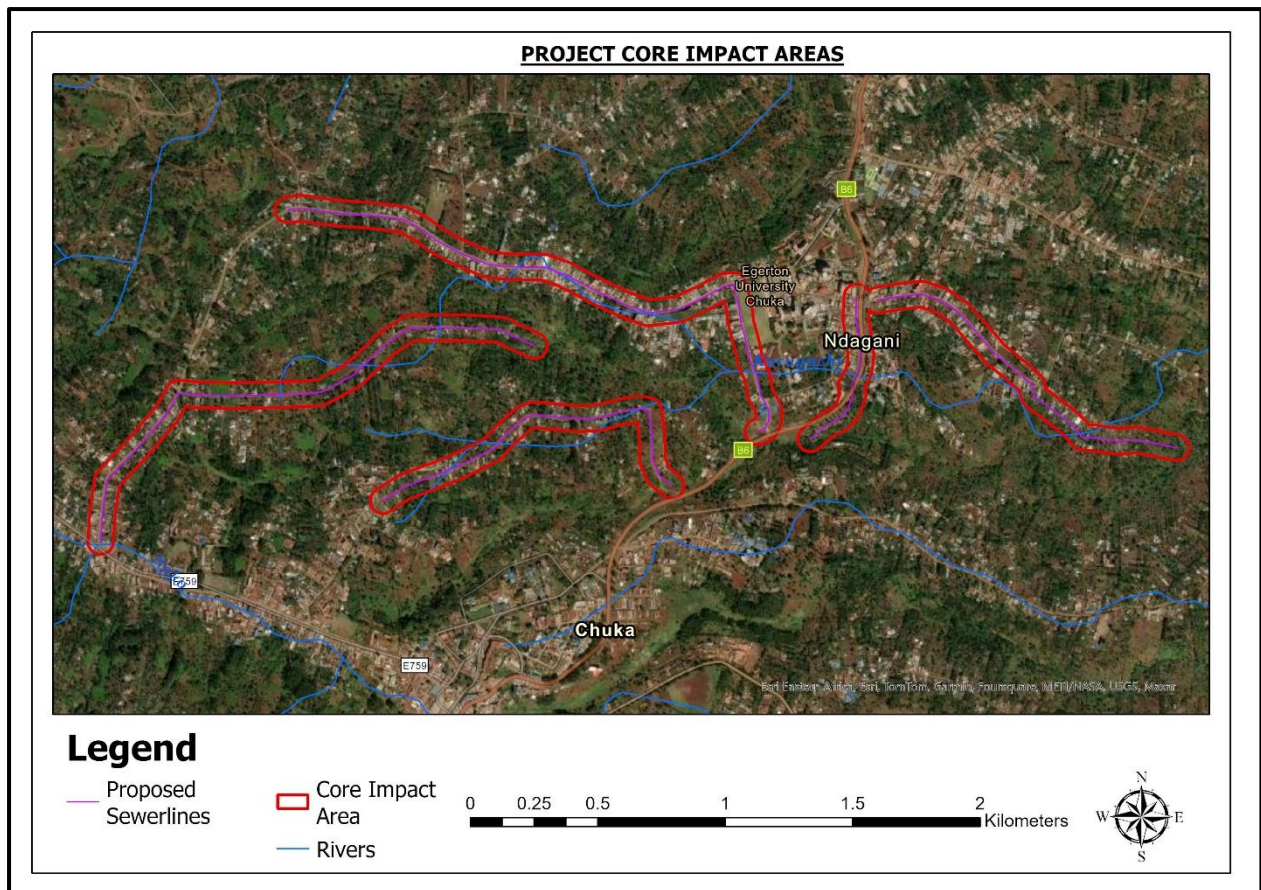 PROJECT CORE IMPACT AREAS
B6
Egerton
University
Chuka
Ndagani
B6
E759
Chuka
E759
Esri Eastern Africa, Esri, TomTom, Garmin, Foursquare, METI/NASA, USGS, Maxar
Legend
Proposed
Sewerlines
Core Impact
Area
Rivers
0 0.25 0.5 1 1.5 2
Kilometers
N
W E
S